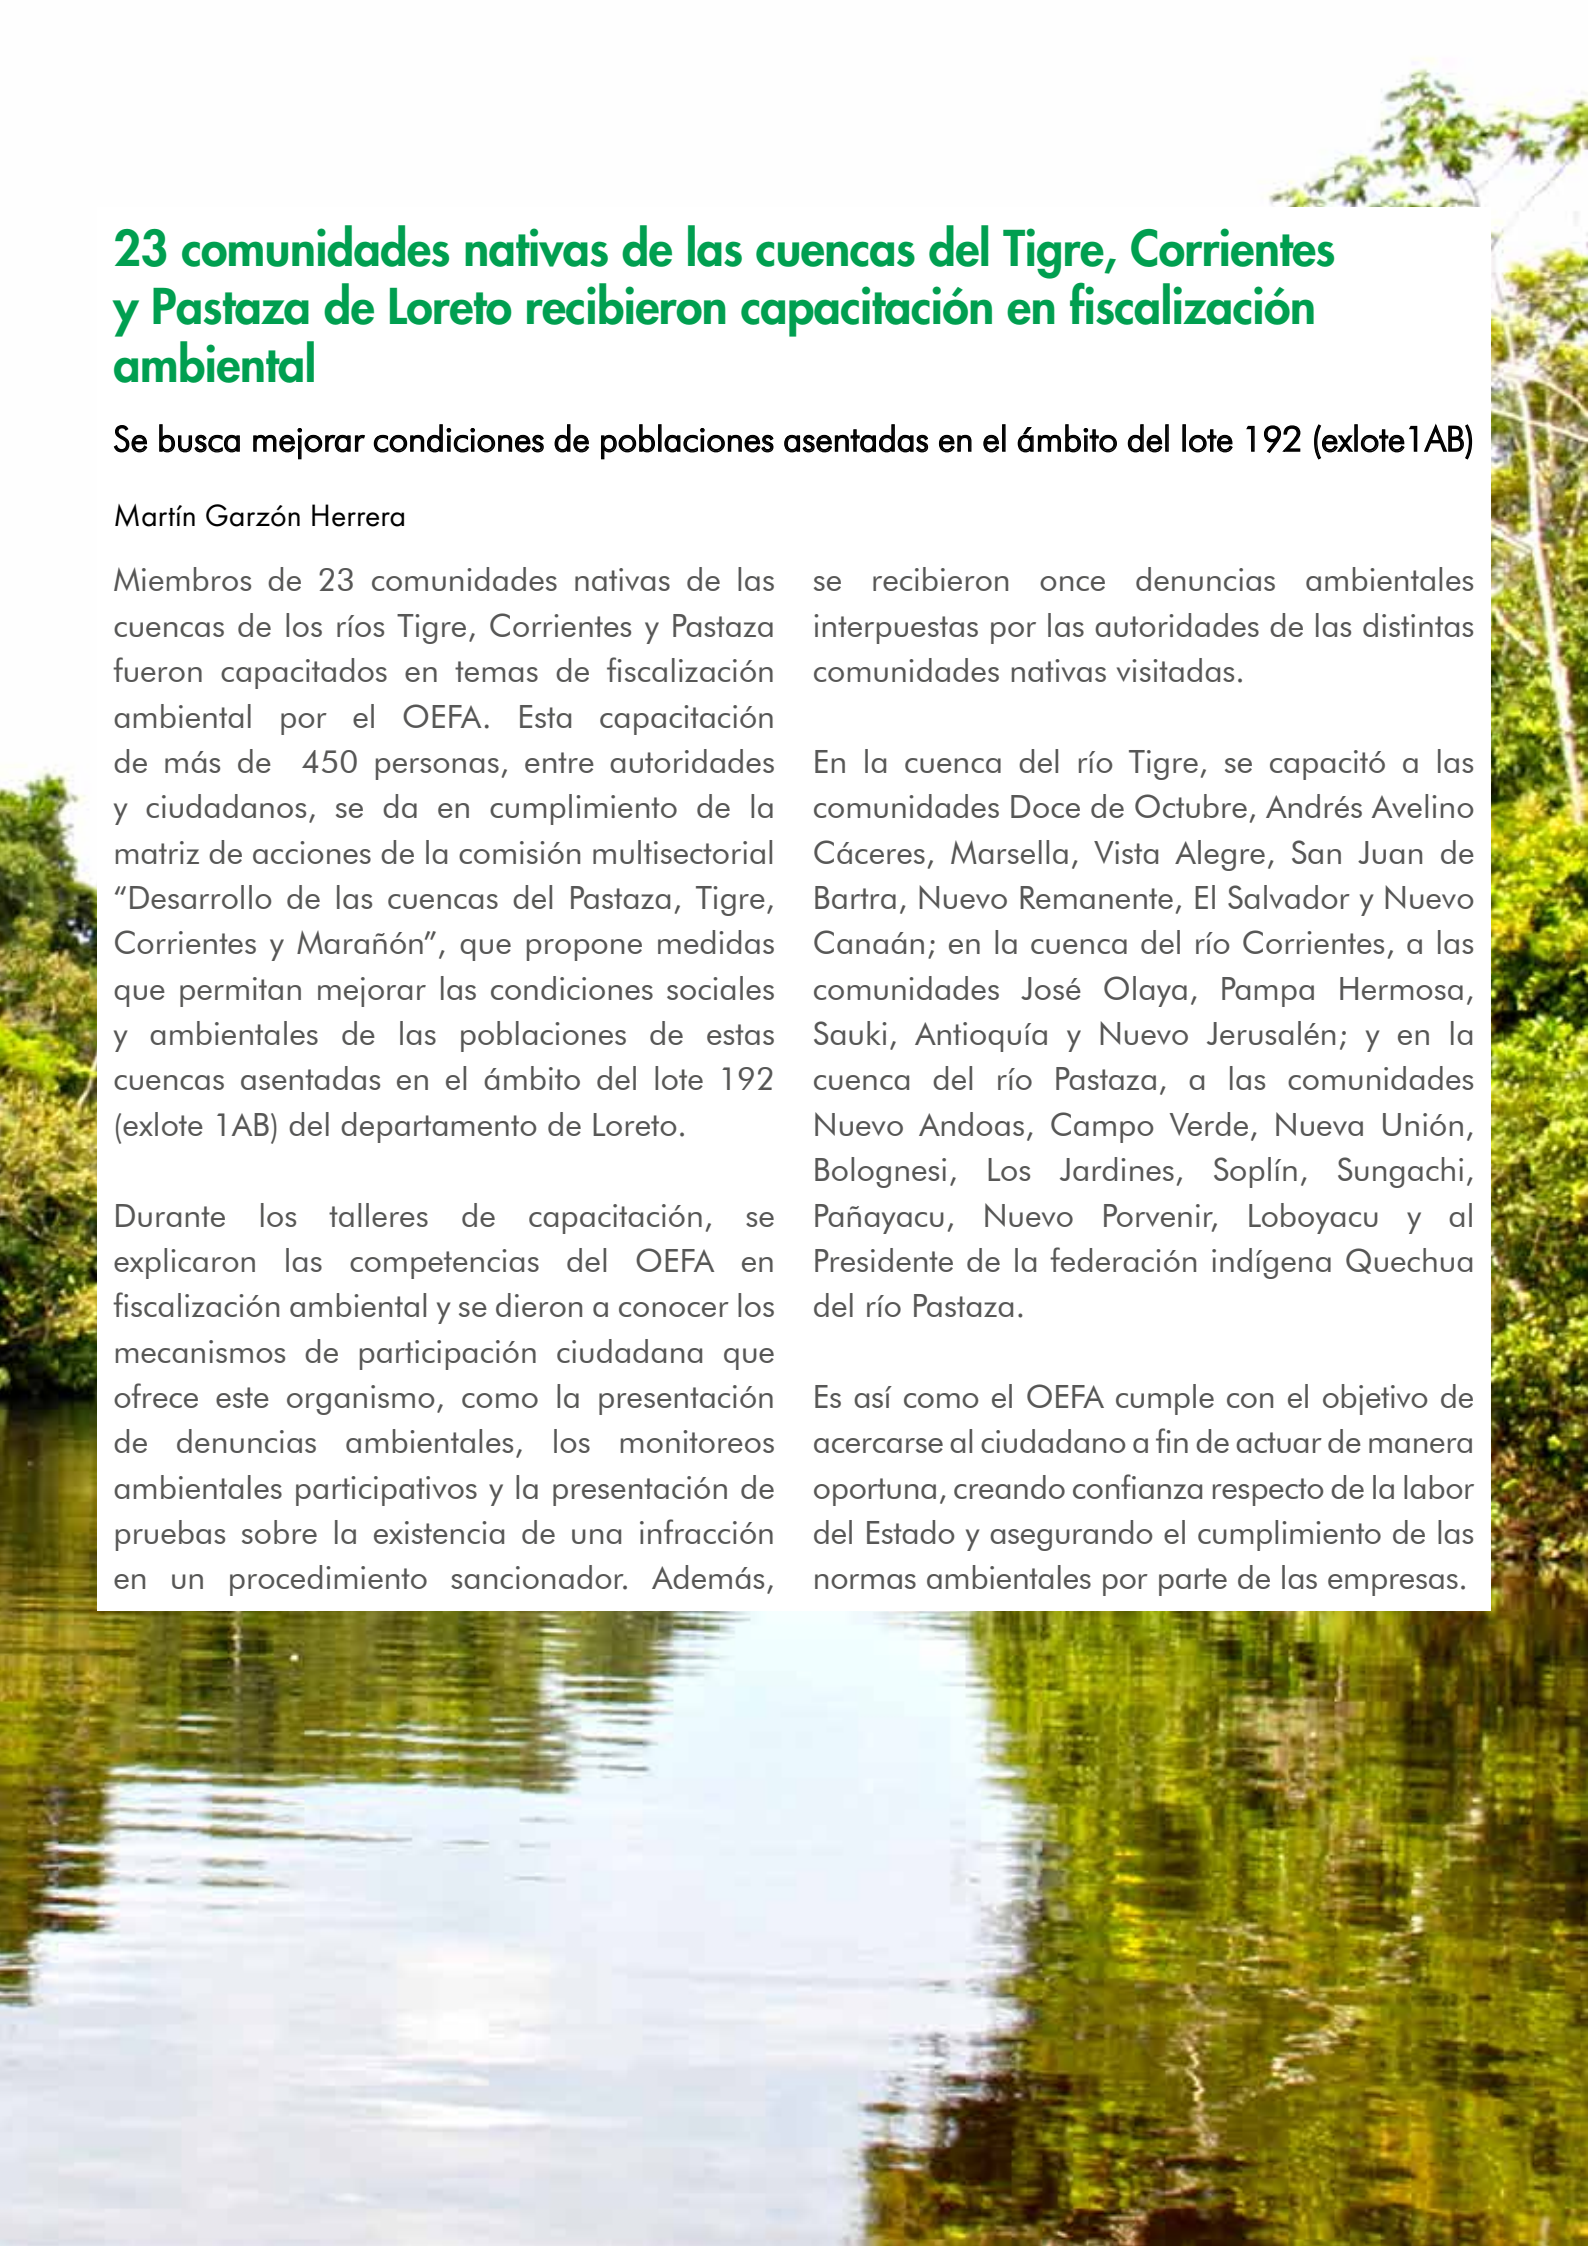 23 comunidades nativas de las cuencas del Tigre, Corrientes
y Pastaza de Loreto recibieron capacitación en fiscalización
ambiental
Se busca mejorar condiciones de poblaciones asentadas en el ámbito del lote 192 (exlote1AB)
Martín Garzón Herrera
Miembros de 23 comunidades nativas de las
cuencas de los ríos Tigre, Corrientes y Pastaza
fueron capacitados en temas de fiscalización
ambiental por el OEFA. Esta capacitación
de más de 450 personas, entre autoridades
y ciudadanos, se da en cumplimiento de la
matriz de acciones de la comisión multisectorial
“Desarrollo de las cuencas del Pastaza, Tigre,
Corrientes y Marañón”, que propone medidas
que permitan mejorar las condiciones sociales
y ambientales de las poblaciones de estas
cuencas asentadas en el ámbito del lote 192
(exlote 1AB) del departamento de Loreto.
Durante los talleres de capacitación, se
explicaron las competencias del OEFA en
fiscalización ambiental y se dieron a conocer los
mecanismos de participación ciudadana que
ofrece este organismo, como la presentación
de denuncias ambientales, los monitoreos
ambientales participativos y la presentación de
pruebas sobre la existencia de una infracción
en un procedimiento sancionador. Además,
se recibieron once denuncias ambientales
interpuestas por las autoridades de las distintas
comunidades nativas visitadas.
En la cuenca del río Tigre, se capacitó a las
comunidades Doce de Octubre, Andrés Avelino
Cáceres, Marsella, Vista Alegre, San Juan de
Bartra, Nuevo Remanente, El Salvador y Nuevo
Canaán; en la cuenca del río Corrientes, a las
comunidades José Olaya, Pampa Hermosa,
Sauki, Antioquía y Nuevo Jerusalén; y en la
cuenca del río Pastaza, a las comunidades
Nuevo Andoas, Campo Verde, Nueva Unión,
Bolognesi, Los Jardines, Soplín, Sungachi,
Pañayacu, Nuevo Porvenir, Loboyacu y al
Presidente de la federación indígena Quechua
del río Pastaza.
Es así como el OEFA cumple con el objetivo de
acercarse al ciudadano a fin de actuar de manera
oportuna, creando confianza respecto de la labor
del Estado y asegurando el cumplimiento de las
normas ambientales por parte de las empresas.